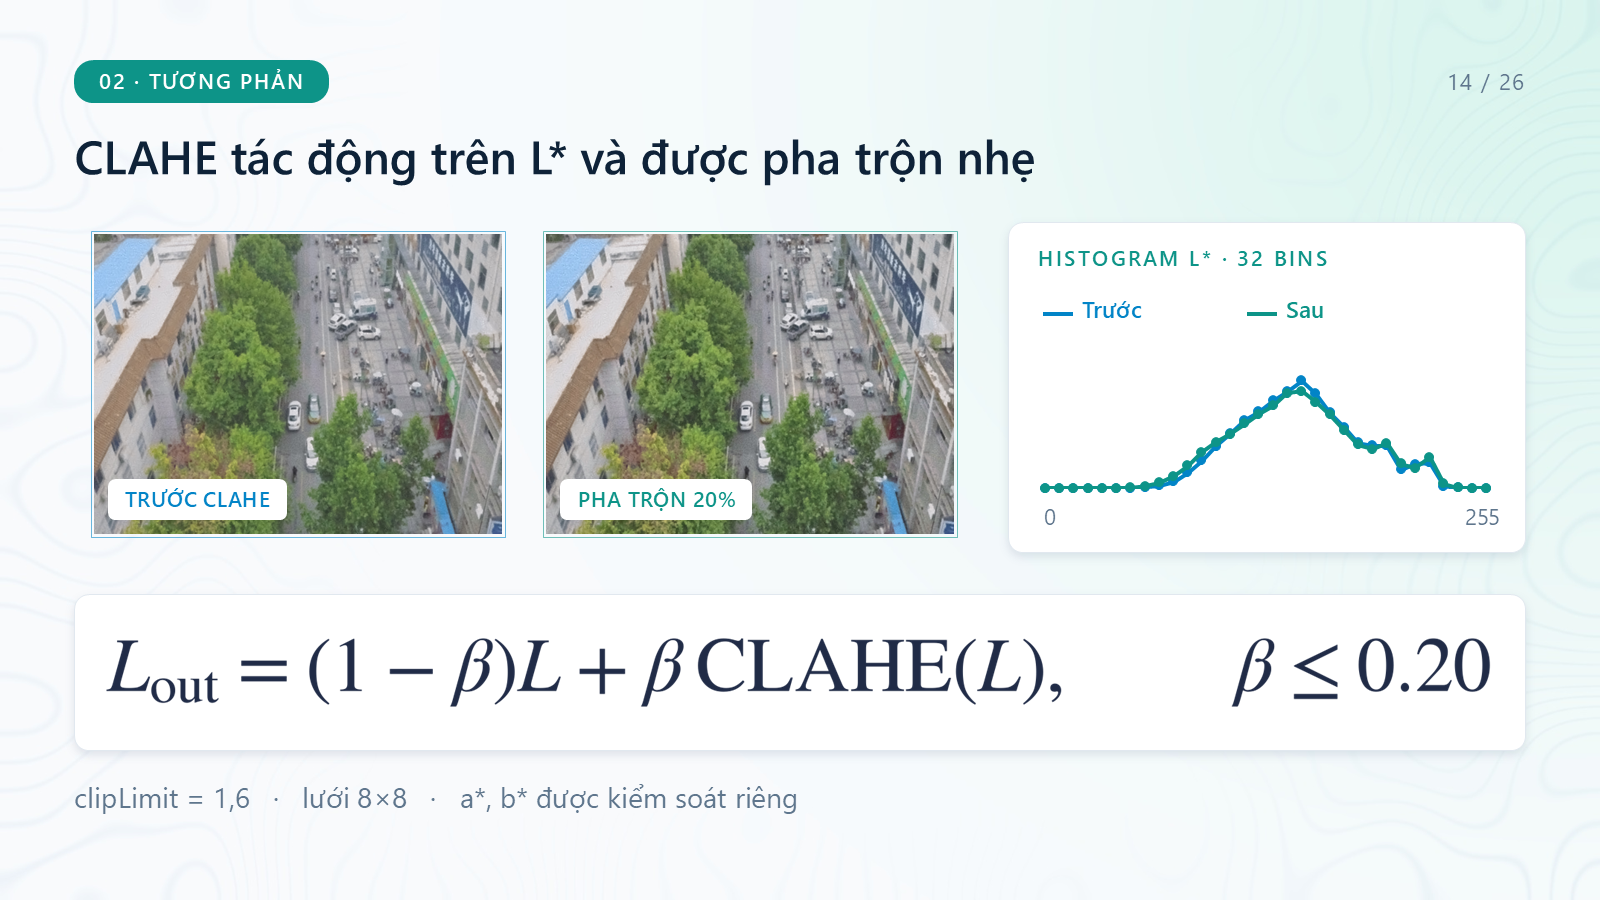 02 · TƯƠNG PHẢN
14 / 26
CLAHE tác động trên L* và được pha trộn nhẹ
TRƯỚC CLAHE
PHA TRỘN 20%
HISTOGRAM L* · 32 BINS
Trước
Sau
0
255
L_out = (1 − β)L + β CLAHE(L), β ≤ 0.20
clipLimit = 1,6 · lưới 8×8 · a*, b* được kiểm soát riêng